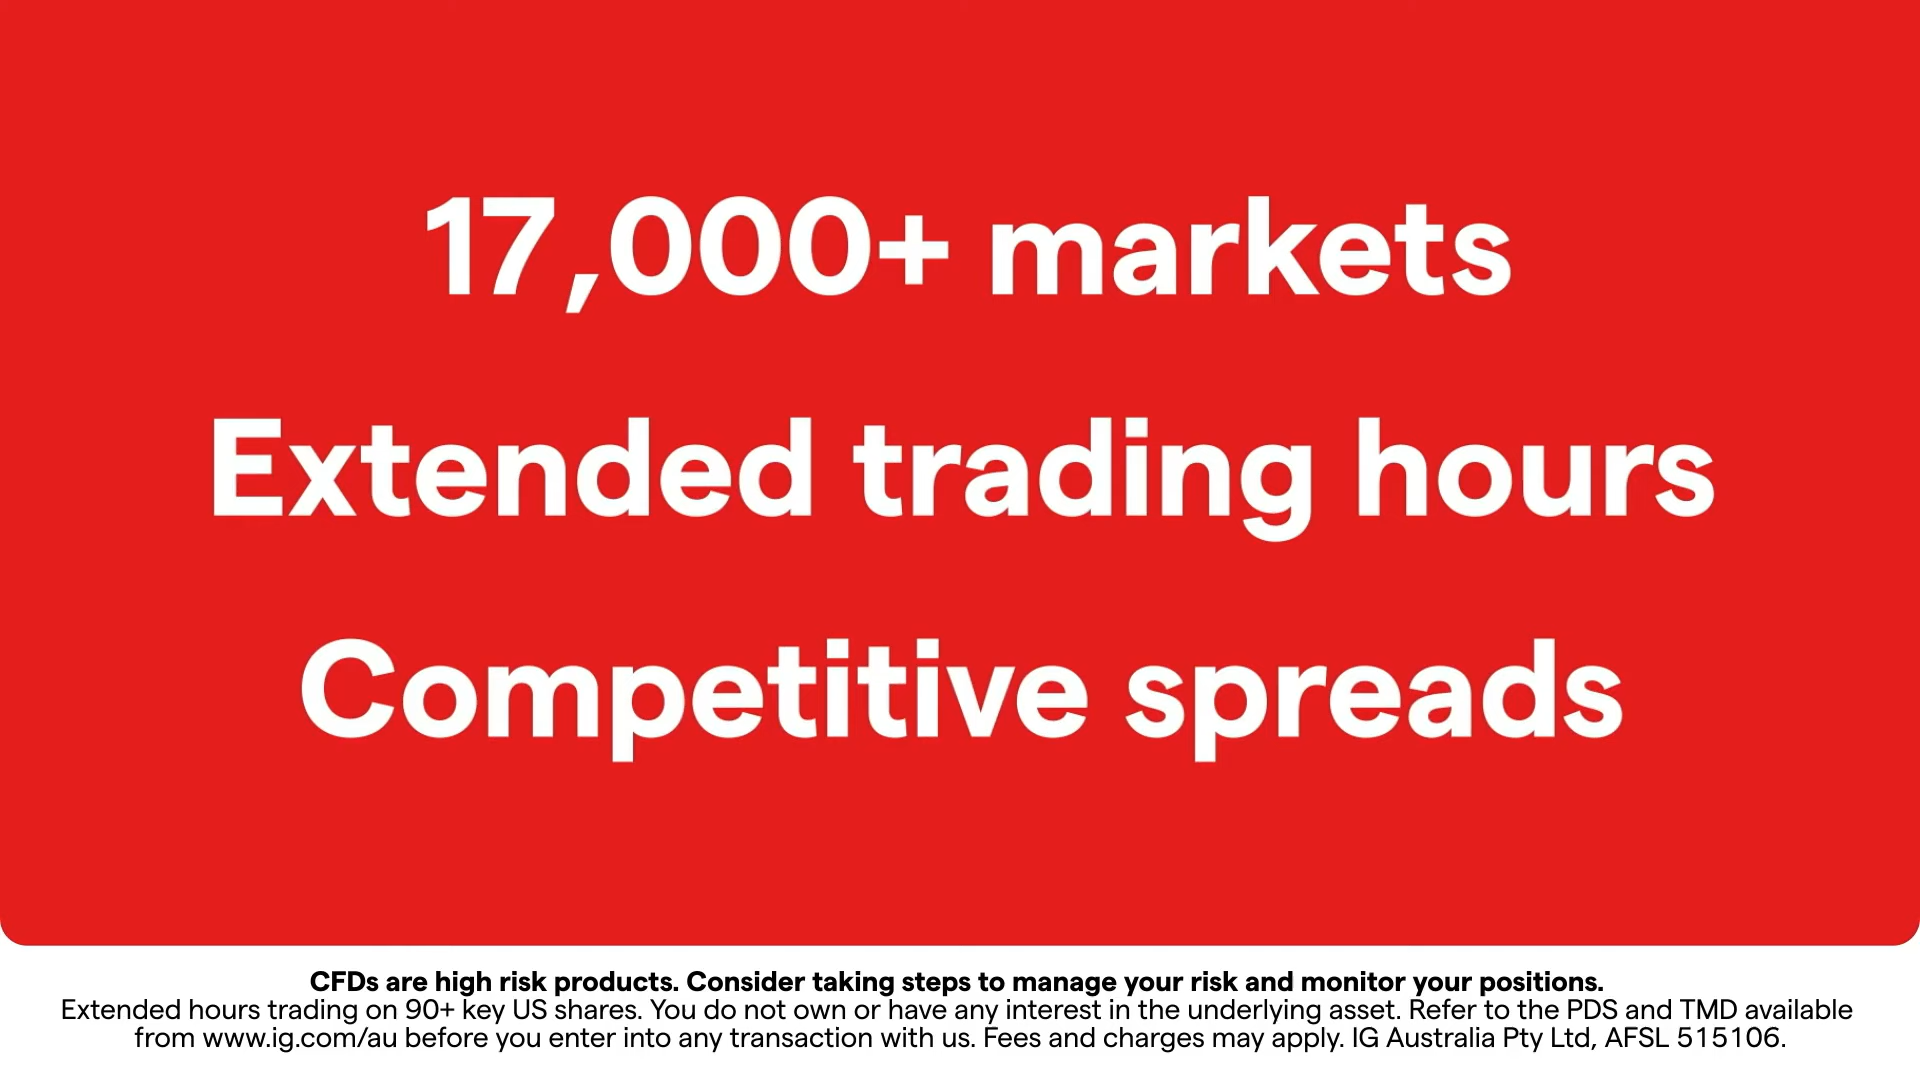 17,000+ markets
Extended trading hours
Competitive spreads
CFDs are high risk products. Consider taking steps to manage your risk and monitor your positions.
Extended hours trading on 90+ key US shares. You do not own or have any interest in the underlying asset. Refer to the PDS and TMD available
from www.ig.com/au before you enter into any transaction with us. Fees and charges may apply. IG Australia Pty Ltd, AFSL 515106.